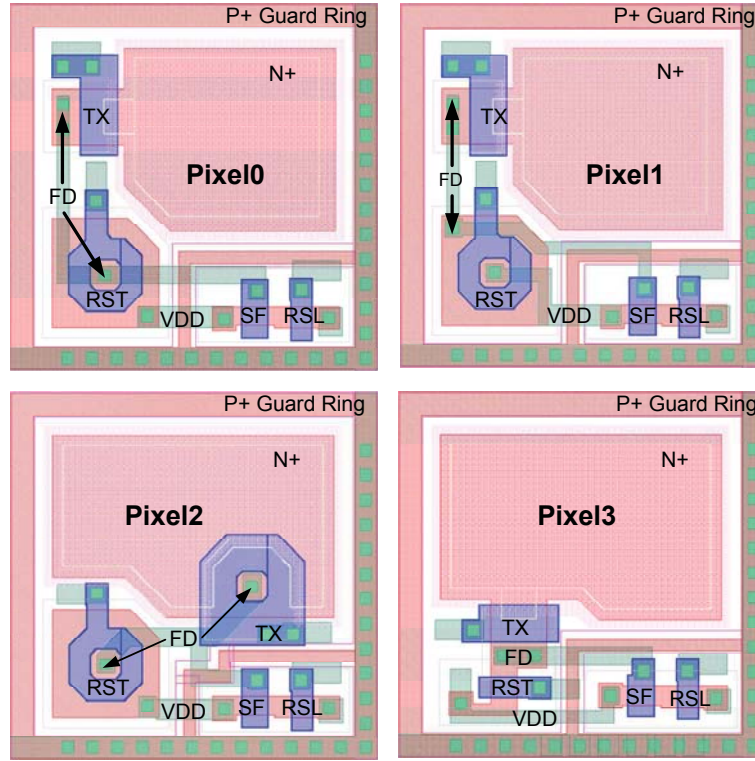 P+ Guard Ring
N+
TX
Pixel0
FD
RST
VDD
SF
RSL
P+ Guard Ring
N+
TX
Pixel1
FD
RST
VDD
SF
RSL
P+ Guard Ring
N+
Pixel2
FD
TX
RST
VDD
SF
RSL
P+ Guard Ring
N+
Pixel3
TX
FD
RST
VDD
SF
RSL